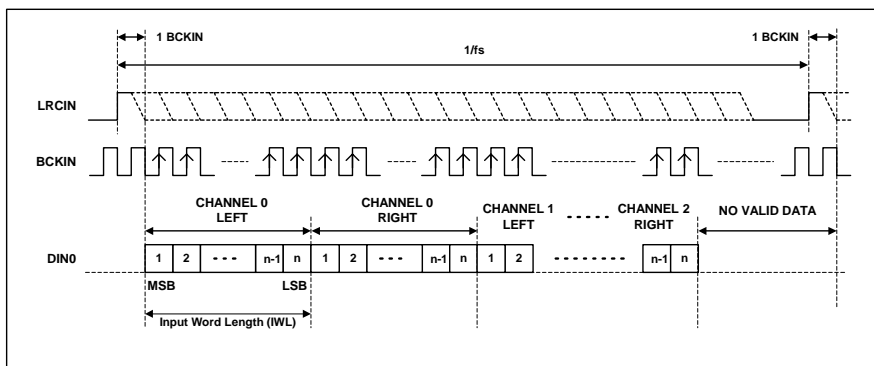 1 BCKIN
1/fs
1 BCKIN
LRCIN
BCKIN
CHANNEL 0
LEFT
CHANNEL 0
RIGHT
CHANNEL 1
LEFT
CHANNEL 2
RIGHT
NO VALID DATA
DIN0
1 2 n-1 n 1 2 n-1 n 1 2 n-1 n
MSB LSB
Input Word Length (IWL)